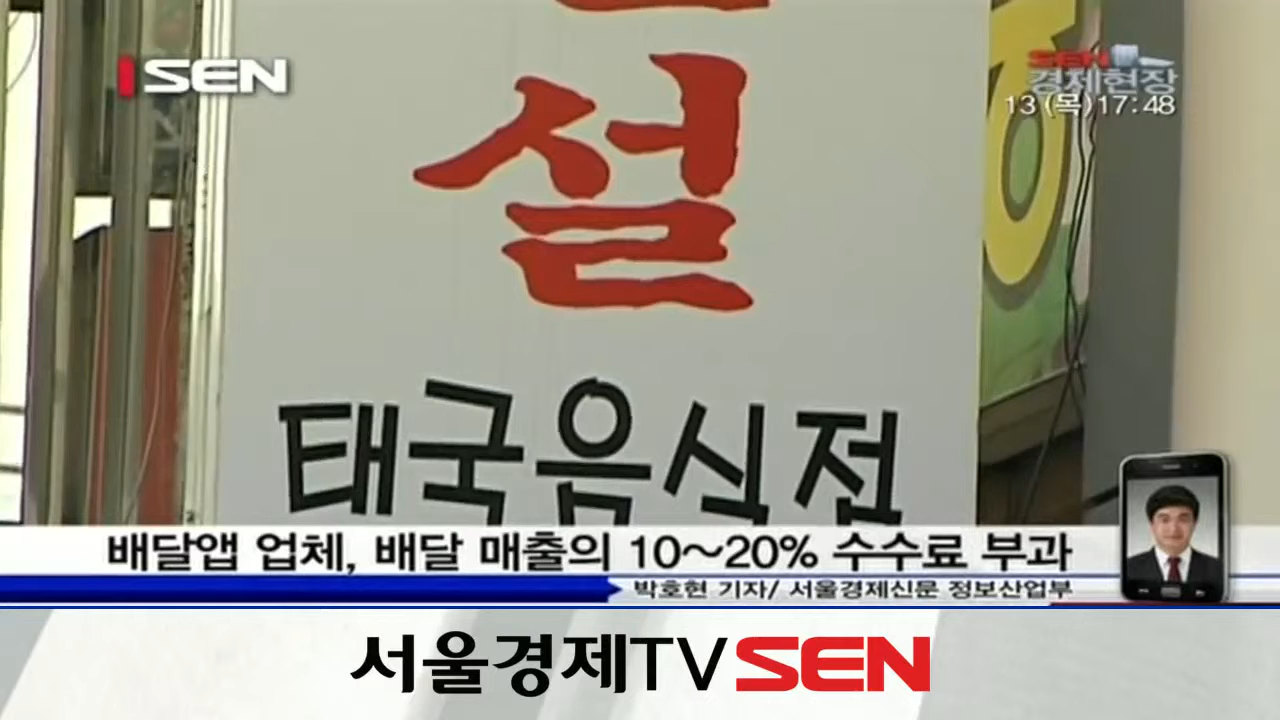 SEN
SEN
경제현장
13(목)17:48
설
태국음식점
배달앱 업체, 배달 매출의 10~20% 수수료 부과
박호현 기자/ 서울경제신문 정보산업부
서울경제TV SEN